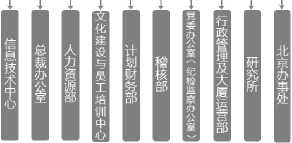 信息技术中心
总裁办公室
人力资源部
文化建设与员工培训中心
计划财务部
稽核部
党委办公室（纪检监察办公室）
行政管理及大厦运营部
研究所
北京办事处